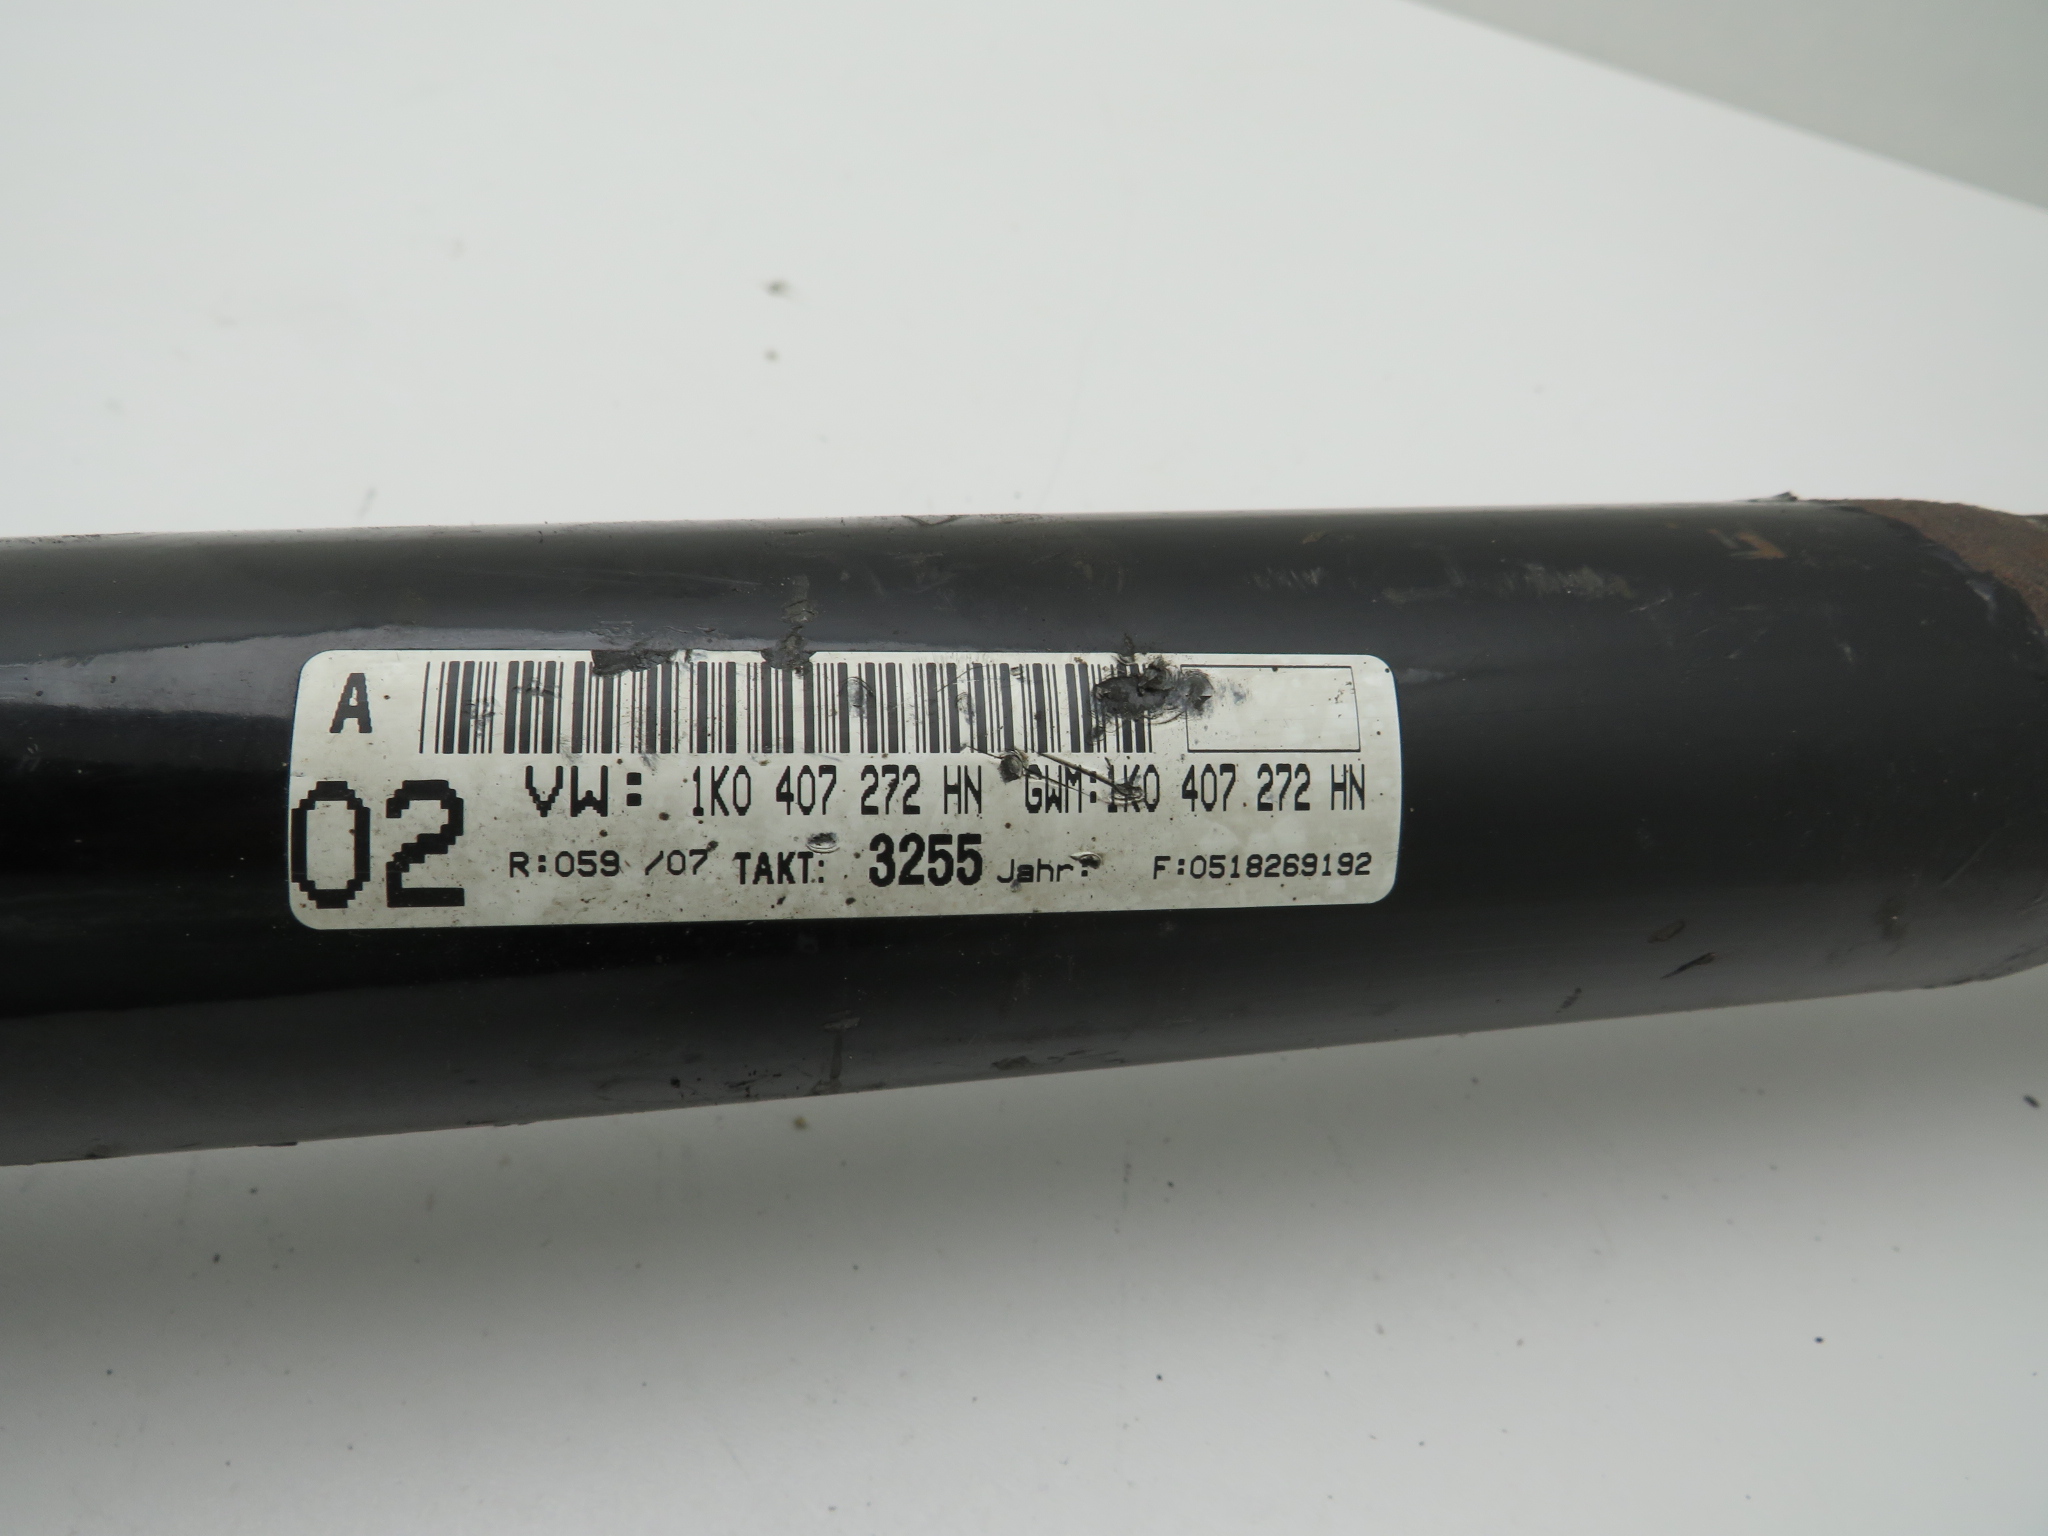 A
02
VW: 1K0 407 272 HN GWM:1K0 407 272 HN
R:059 /07 TAKT: 3255 Jahr: F:0518269192